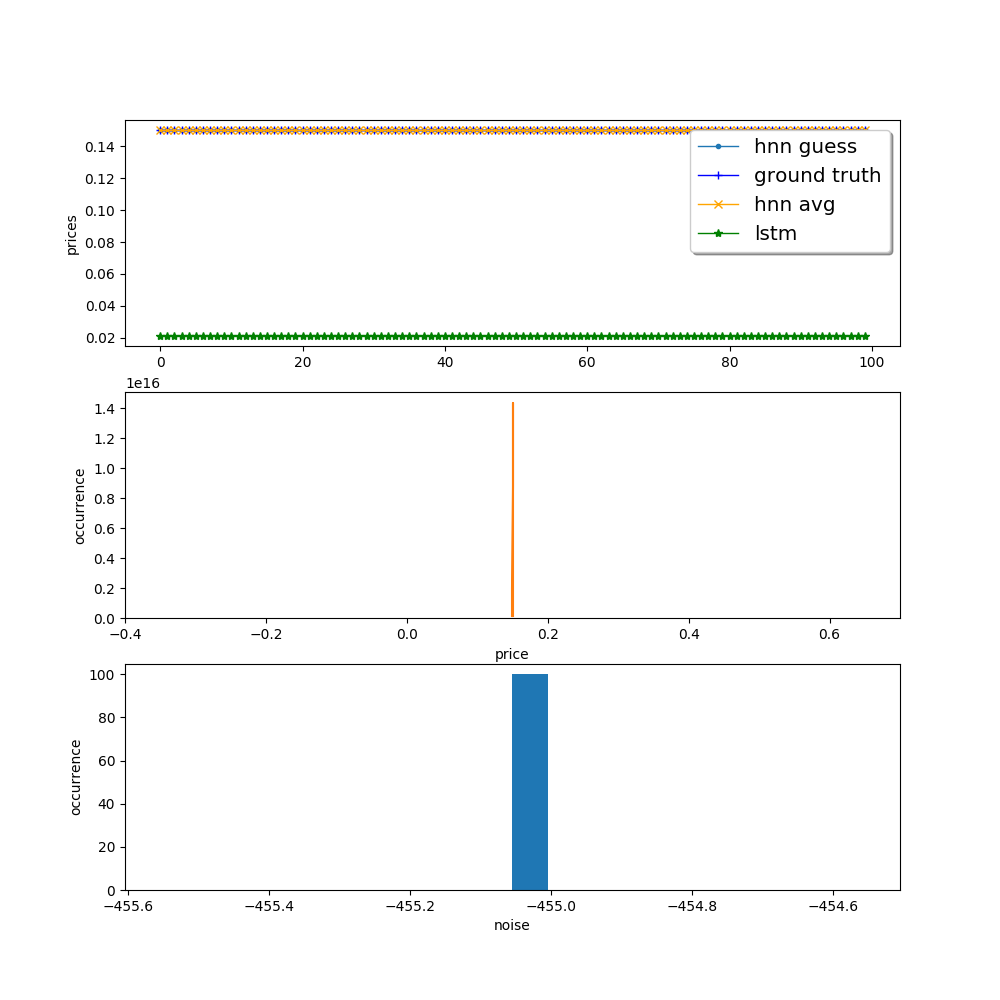 0.14
0.12
0.10
0.08
0.06
0.04
0.02
prices
hnn guess
ground truth
hnn avg
lstm
0 20 40 60 80 100
1e16
1.4
1.2
1.0
0.8
0.6
0.4
0.2
0.0
occurrence
−0.4 −0.2 0.0 0.2 0.4 0.6
price
100
80
60
40
20
0
occurrence
−455.6 −455.4 −455.2 −455.0 −454.8 −454.6
noise